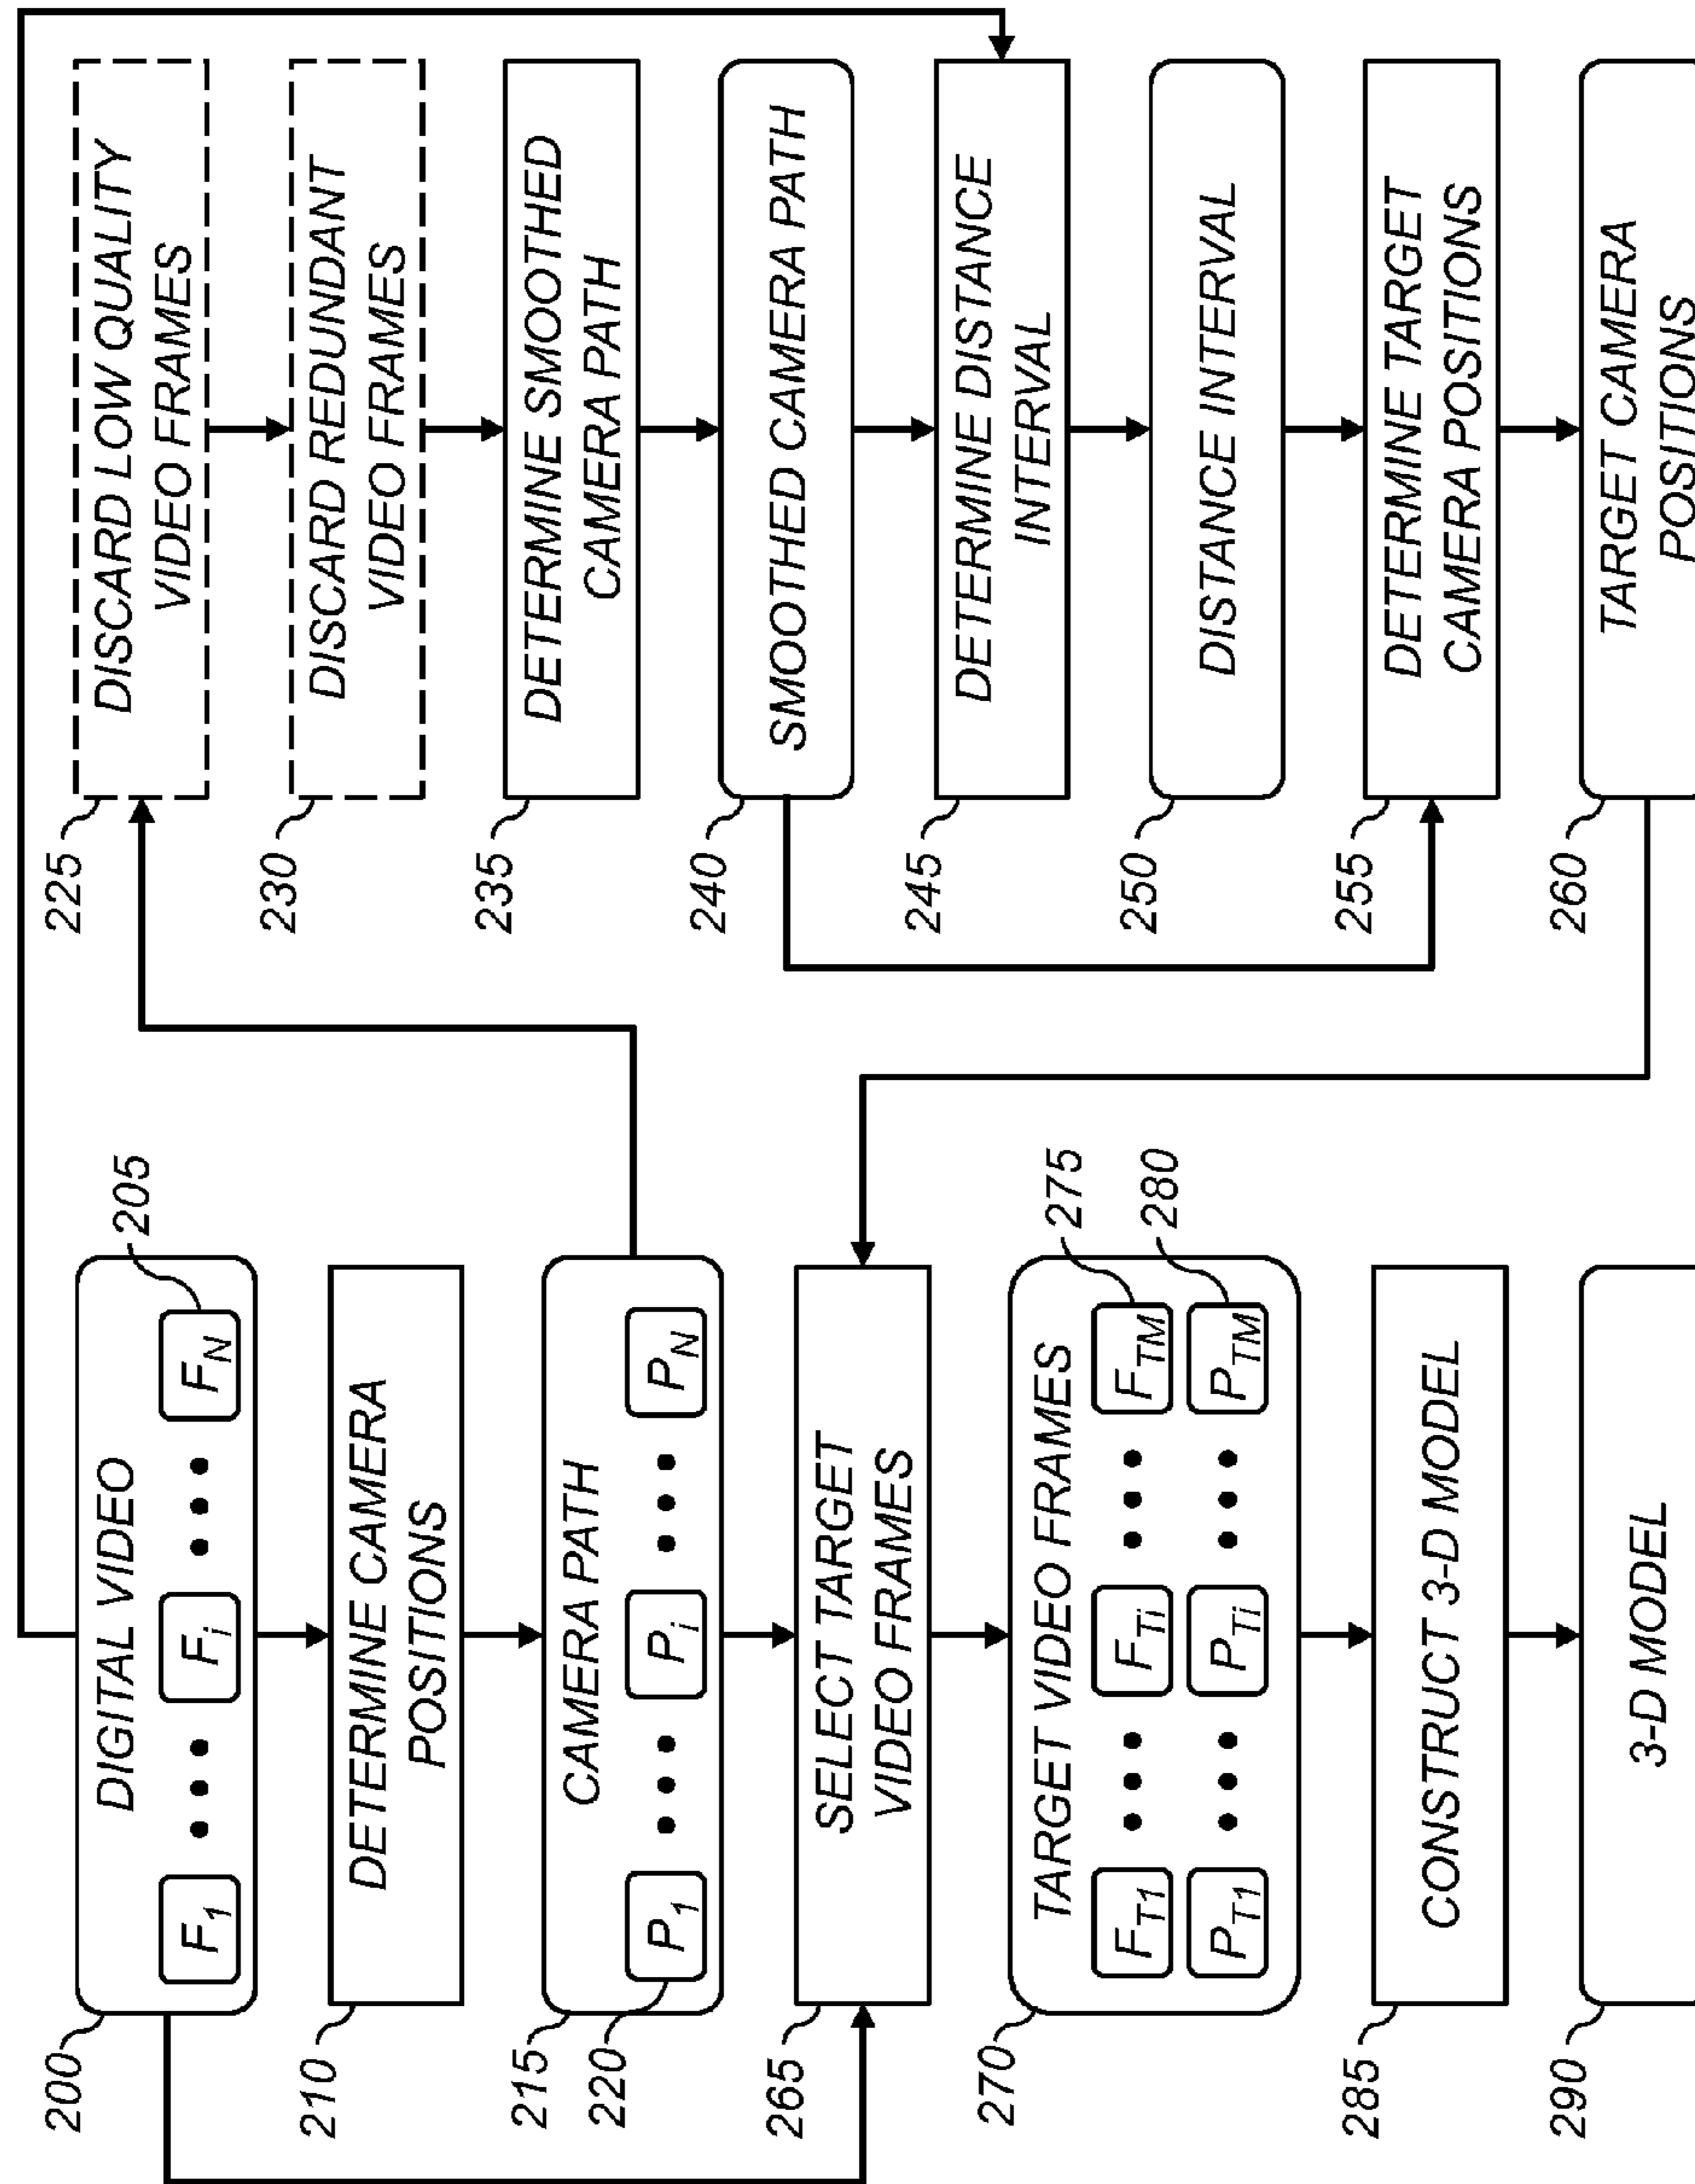 200
DIGITAL VIDEO
F1 • • • Fi • • • FN
205
210
DETERMINE CAMERA
POSITIONS
215
CAMERA PATH
220
P1 • • • Pi • • • PN
265
SELECT TARGET
VIDEO FRAMES
270
TARGET VIDEO FRAMES
FT1 • • • FTi • • • FTM
275
PT1 • • • PTi • • • PTM
280
285
CONSTRUCT 3-D MODEL
290
3-D MODEL
225
DISCARD LOW QUALITY
VIDEO FRAMES
230
DISCARD REDUNDANT
VIDEO FRAMES
235
DETERMINE SMOOTHED
CAMERA PATH
240
SMOOTHED CAMERA PATH
245
DETERMINE DISTANCE
INTERVAL
250
DISTANCE INTERVAL
255
DETERMINE TARGET
CAMERA POSITIONS
260
TARGET CAMERA
POSITIONS